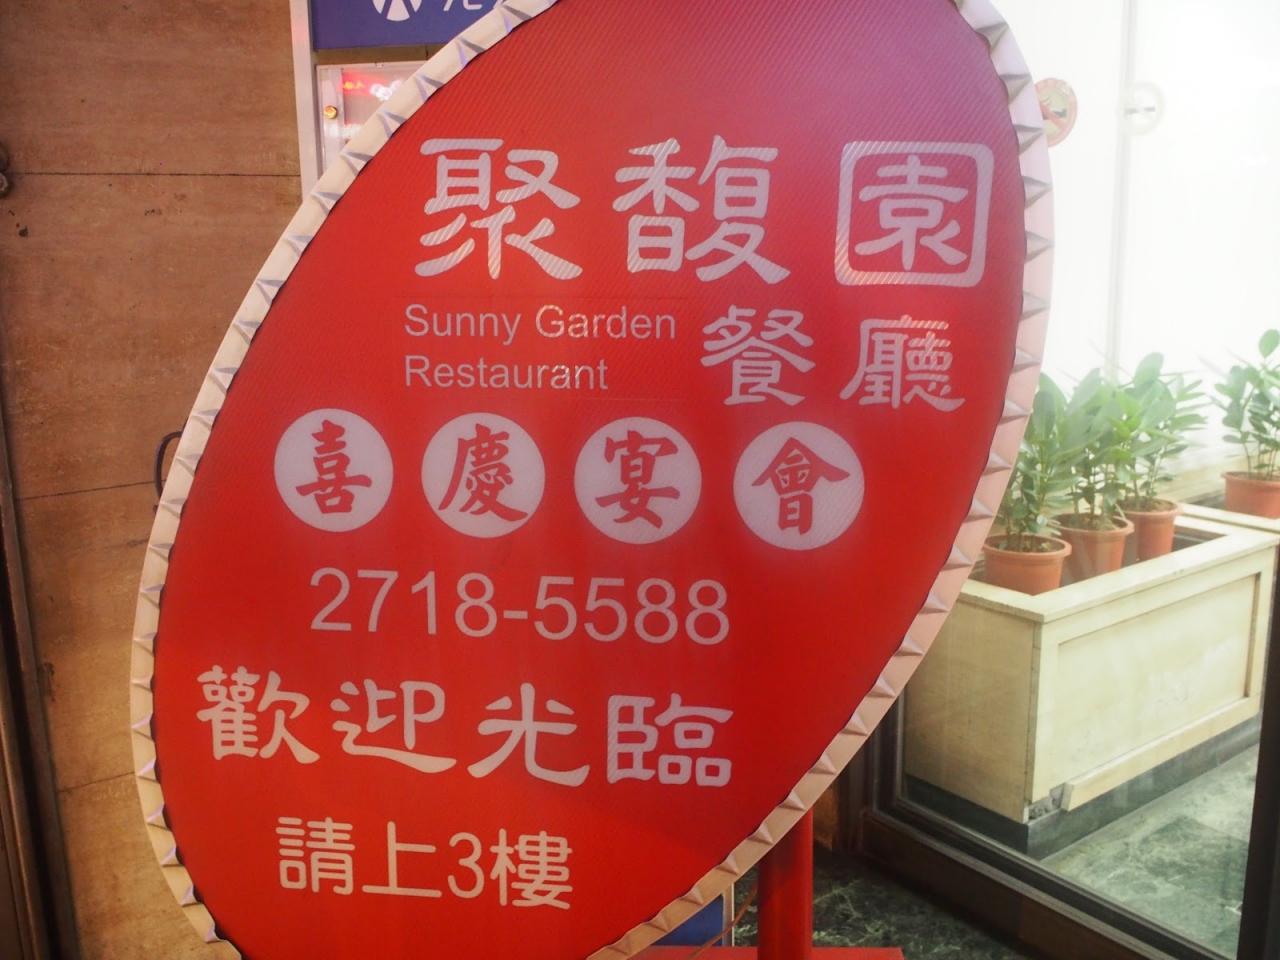 聚馥園
Sunny Garden
Restaurant
餐廳
喜慶宴會
2718-5588
歡迎光臨
請上3樓